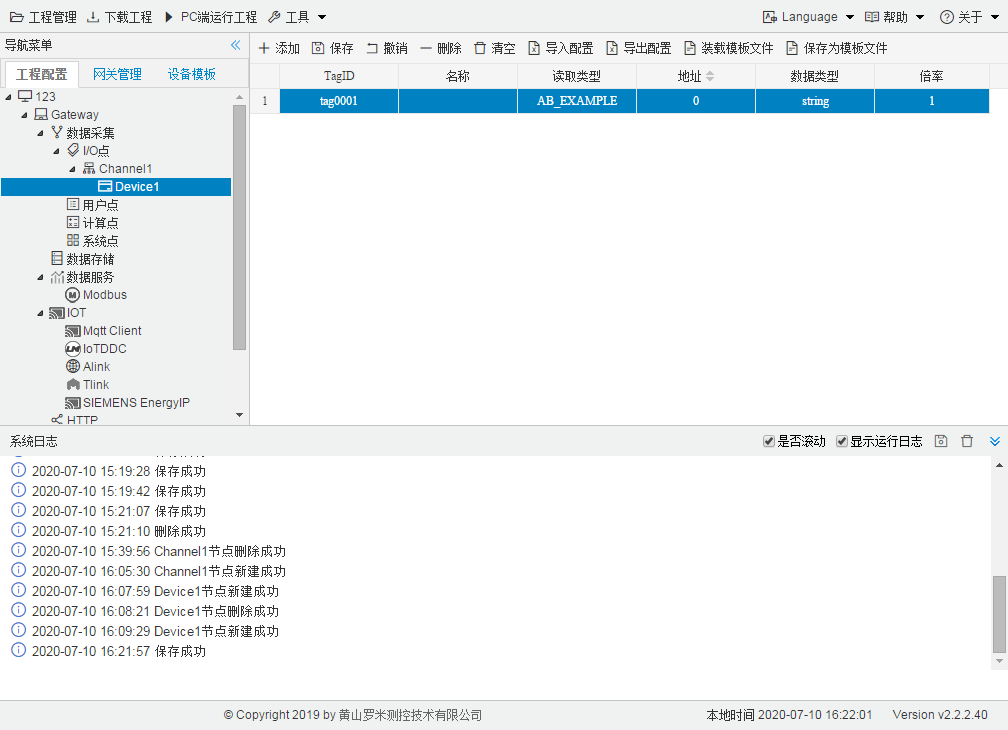 工程管理 下载工程 PC端运行工程 工具 Language 帮助 关于
导航菜单
工程配置 网关管理 设备模板
123
Gateway
数据采集
I/O点
Channel1
Device1
用户点
计算点
系统点
数据存储
数据服务
Modbus
IOT
Mqtt Client
IoTDDC
Alink
Tlink
SIEMENS EnergyIP
HTTP
添加 保存 撤销 删除 清空 导入配置 导出配置 装载模板文件 保存为模板文件
TagID 名称 读取类型 地址 数据类型 倍率
1 tag0001 AB_EXAMPLE 0 string 1
系统日志 是否滚动 显示运行日志
2020-07-10 15:19:28 保存成功
2020-07-10 15:19:42 保存成功
2020-07-10 15:21:07 保存成功
2020-07-10 15:21:10 删除成功
2020-07-10 15:39:56 Channel1节点删除成功
2020-07-10 16:05:30 Channel1节点新建成功
2020-07-10 16:07:59 Device1节点新建成功
2020-07-10 16:08:21 Device1节点删除成功
2020-07-10 16:09:29 Device1节点新建成功
2020-07-10 16:21:57 保存成功
© Copyright 2019 by 黄山罗米测控技术有限公司 本地时间 2020-07-10 16:22:01 Version v2.2.2.40